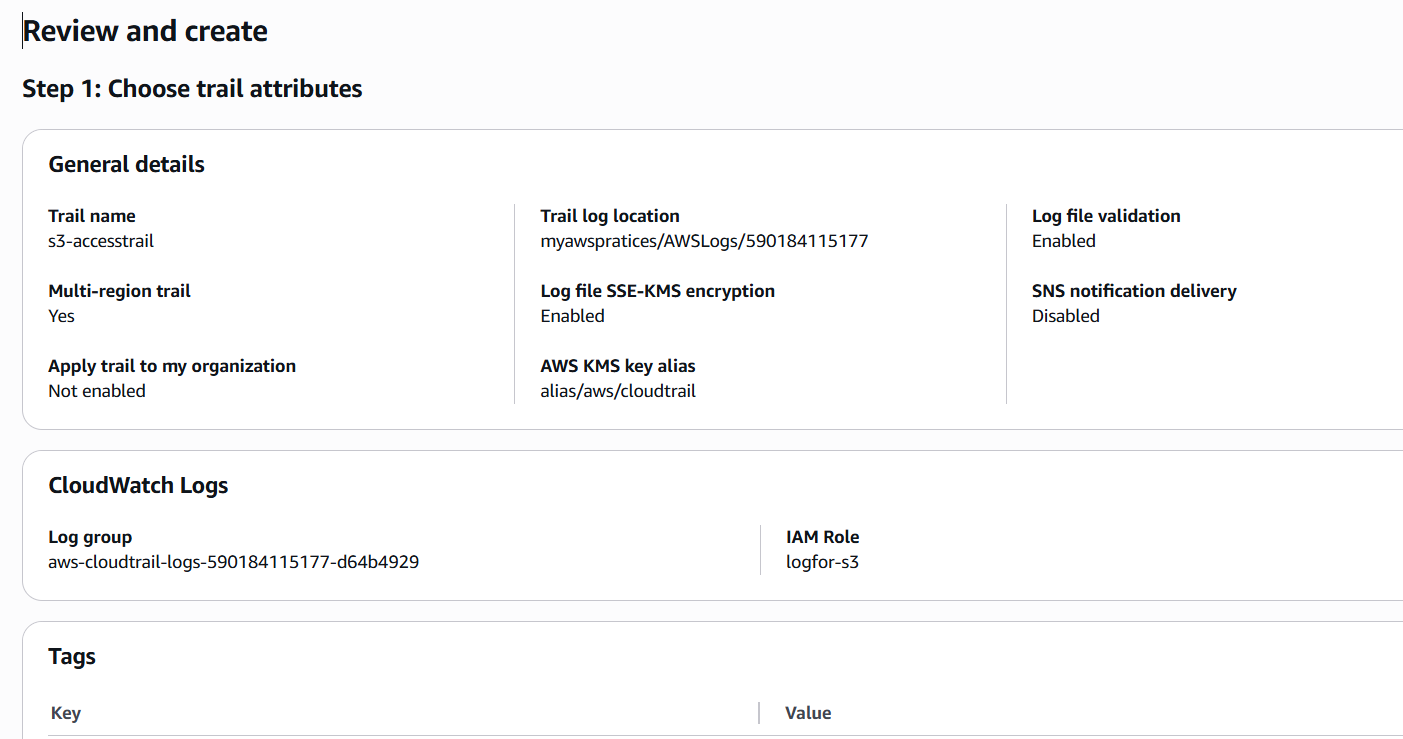 Review and create
Step 1: Choose trail attributes
General details
Trail name
s3-accesstrail
Multi-region trail
Yes
Apply trail to my organization
Not enabled
Trail log location
myawspratices/AWSLogs/590184115177
Log file SSE-KMS encryption
Enabled
AWS KMS key alias
alias/aws/cloudtrail
Log file validation
Enabled
SNS notification delivery
Disabled
CloudWatch Logs
Log group
aws-cloudtrail-logs-590184115177-d64b4929
IAM Role
logfor-s3
Tags
Key
Value